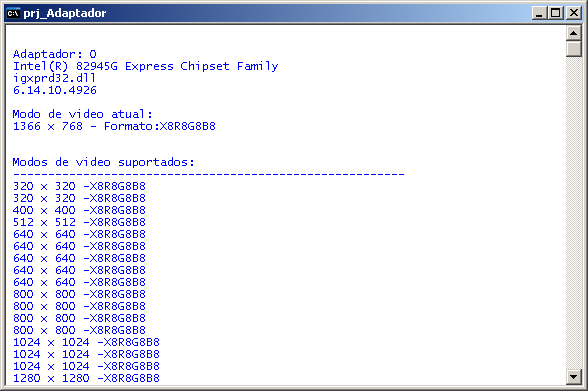 prj_Adaptador
Adaptador: 0
Intel(R) 82945G Express Chipset Family
igxprd32.dll
6.14.10.4926
Modo de video atual:
1366 x 768 - Formato:X8R8G8B8
Modos de video suportados:
--------------------------------------------------------
320 x 320 -X8R8G8B8
320 x 320 -X8R8G8B8
400 x 400 -X8R8G8B8
512 x 512 -X8R8G8B8
640 x 640 -X8R8G8B8
640 x 640 -X8R8G8B8
640 x 640 -X8R8G8B8
640 x 640 -X8R8G8B8
640 x 640 -X8R8G8B8
800 x 800 -X8R8G8B8
800 x 800 -X8R8G8B8
800 x 800 -X8R8G8B8
800 x 800 -X8R8G8B8
1024 x 1024 -X8R8G8B8
1024 x 1024 -X8R8G8B8
1024 x 1024 -X8R8G8B8
1280 x 1280 -X8R8G8B8